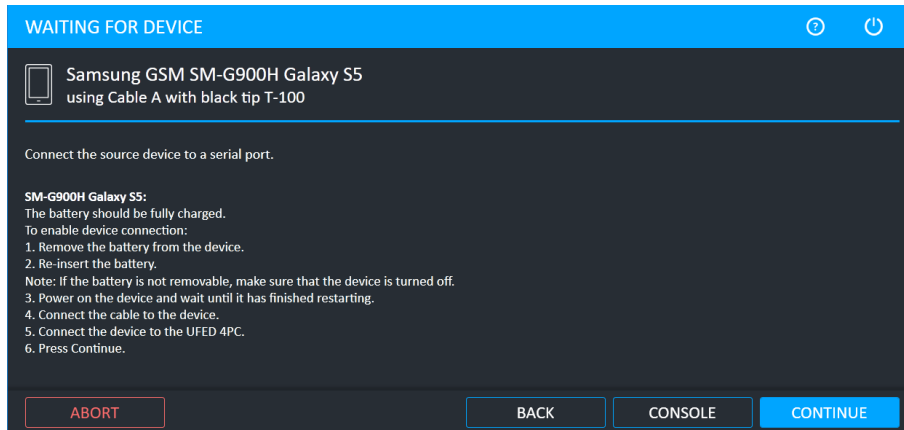 WAITING FOR DEVICE
Samsung GSM SM-G900H Galaxy S5
using Cable A with black tip T-100
Connect the source device to a serial port.
SM-G900H Galaxy S5:
The battery should be fully charged.
To enable device connection:
1. Remove the battery from the device.
2. Re-insert the battery.
Note: If the battery is not removable, make sure that the device is turned off.
3. Power on the device and wait until it has finished restarting.
4. Connect the cable to the device.
5. Connect the device to the UFED 4PC.
6. Press Continue.
ABORT
BACK
CONSOLE
CONTINUE